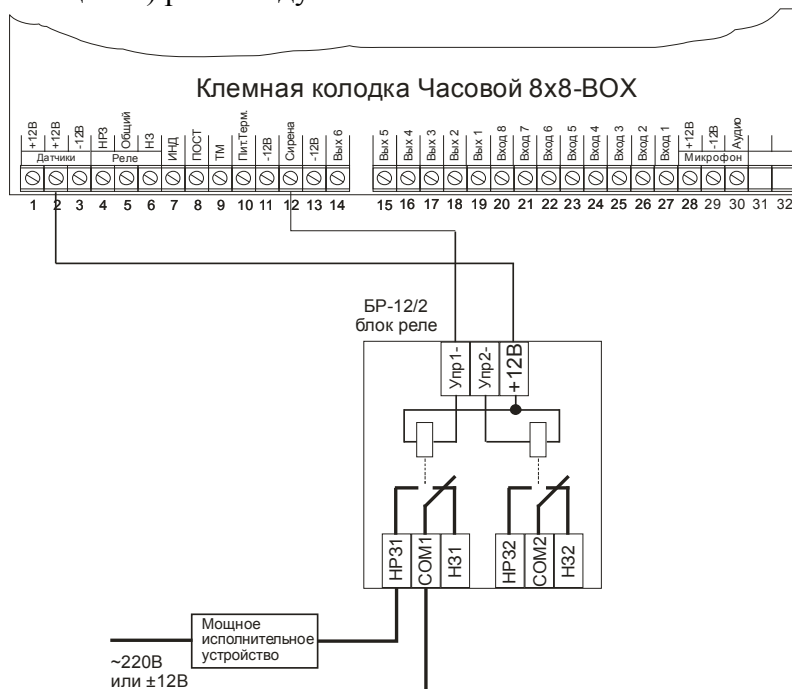 Клемная колодка Часовой 8х8-BOX
+12В
+12В
-12В
НРЗ
Общий
НЗ
ИНД
ПОСТ
ТМ
Пит.Терм.
-12В
Сирена
-12В
Вых 6
Вых 5
Вых 4
Вых 3
Вых 2
Вых 1
Вход 8
Вход 7
Вход 6
Вход 5
Вход 4
Вход 3
Вход 2
Вход 1
+12В
-12В
Аудио
Датчики
Реле
Микрофон
1 2 3 4 5 6 7 8 9 10 11 12 13 14 15 16 17 18 19 20 21 22 23 24 25 26 27 28 29 30 31 32
БР-12/2
блок реле
Упр1-
Упр2-
+12В
НР31
COM1
Н31
НР32
COM2
Н32
Мощное
исполнительное
устройство
~220В
или ±12В